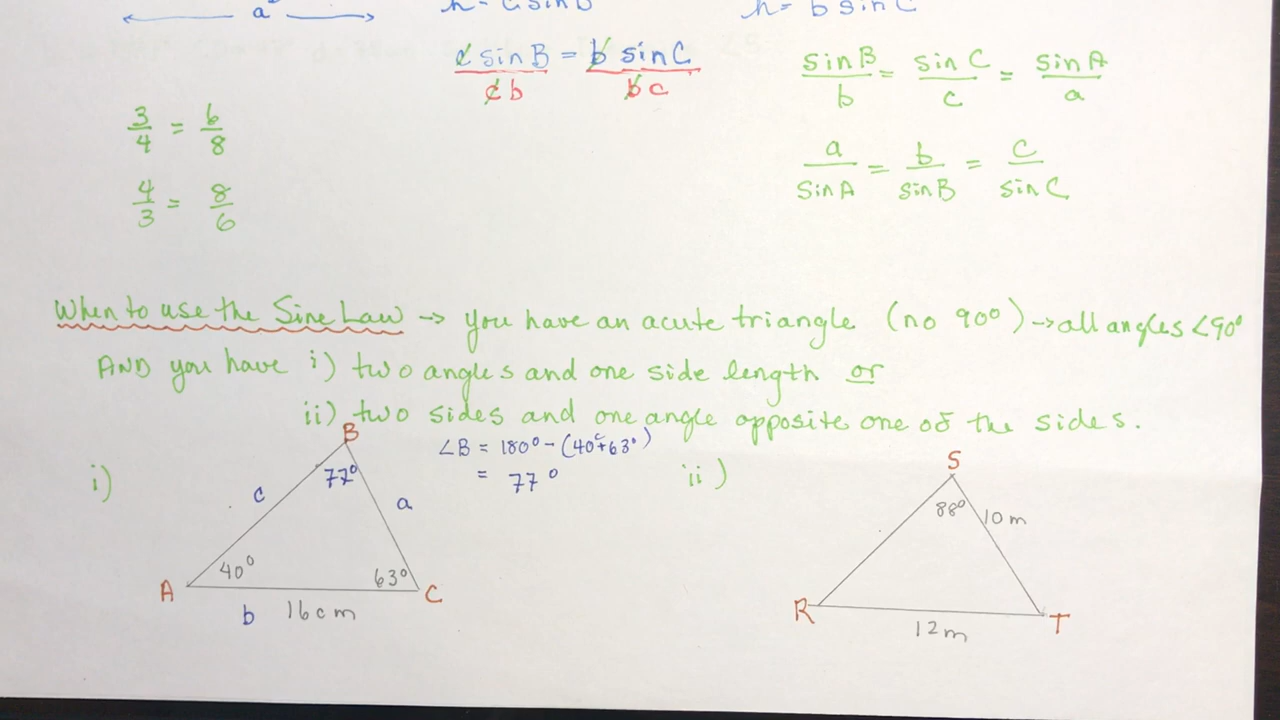 a
h = c sin B
h = b sin C
c sin B = b sin C
cb bc
sin B = sin C = sin A
b c a
3 = 6
4 8
4 = 8
3 6
a = b = c
sin A sin B sin C
When to use the Sine Law → you have an acute triangle (no 90°) → all angles < 90°
AND you have i) two angles and one side length or
ii) two sides and one angle opposite one of the sides.
i)
B
77°
c
a
A
40°
63°
C
b 16cm
∠B = 180° - (40° + 63°)
= 77°
ii)
S
88°
10 m
R
T
12 m